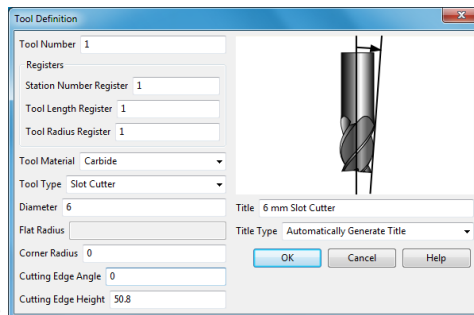 Tool Definition
Tool Number 1
Registers
Station Number Register 1
Tool Length Register 1
Tool Radius Register 1
Tool Material Carbide
Tool Type Slot Cutter
Diameter 6
Flat Radius
Corner Radius 0
Cutting Edge Angle 0
Cutting Edge Height 50.8
Title 6 mm Slot Cutter
Title Type Automatically Generate Title
OK Cancel Help